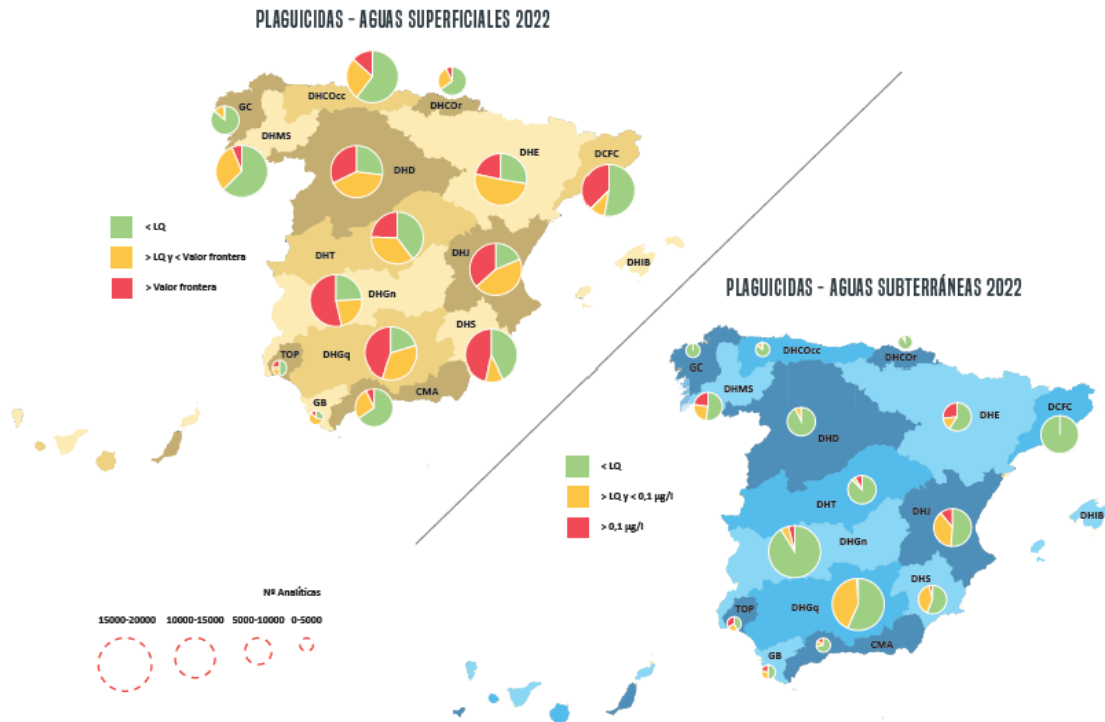 PLAGUICIDAS - AGUAS SUPERFICIALES 2022
GC
DHCOcc
DHCOr
DHMS
DHD
DHE
DCFC
< LQ
> LQ y < Valor frontera
> Valor frontera
DHT
DHJ
DHIB
DHGn
DHS
TOP
DHGq
GB
CMA
PLAGUICIDAS - AGUAS SUBTERRÁNEAS 2022
GC
DHCOcc
DHCOr
DHMS
DHD
DHE
DCFC
< LQ
> LQ y < 0,1 µg/l
> 0,1 µg/l
DHT
DHJ
DHIB
DHGn
DHS
TOP
DHGq
GB
CMA
Nº Analíticas
15000-20000 10000-15000 5000-10000 0-5000